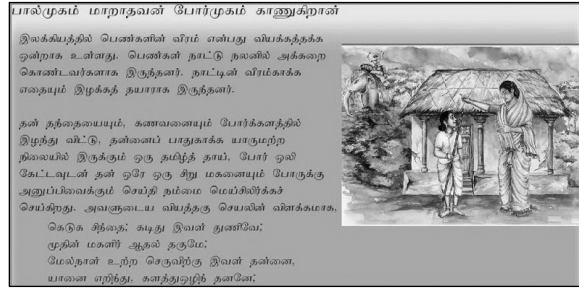 பால்முகம் மாறாதவன் போர்முகம் காணுகிறான்
இலக்கியத்தில் பெண்களின் வீரம் என்பது வியக்கத்தக்க
ஒன்றாக உள்ளது. பெண்கள் நாட்டு நலனில் அக்கறை
கொண்டவர்களாக இருந்தனர். நாட்டின் வீரம்காக்க
எதையும் இழக்கத் தயாராக இருந்தனர்.
தன் தந்தையையும், கணவனையும் போர்க்களத்தில்
இழந்து விட்டு, தன்னைப் பாதுகாக்க யாருமற்ற
நிலையில் இருக்கும் ஒரு தமிழ்த் தாய், போர் ஒலி
கேட்டவுடன் தன் ஒரே ஒரு சிறு மகனையும் போருக்கு
அனுப்பிவைக்கும் செய்தி நம்மை மெய்சிலிர்க்கச்
செய்கிறது. அவளுடைய வியத்தகு செயலின் விளக்கமாக,
கெடுக சிந்தை; கடிது இவள் துணிவே;
முதின் மகளிர் ஆதல் தகுமே;
மேல்நாள் உற்ற செருவிற்கு இவள் தன்னை,
யானை எறிந்து, களத்துஒழிந் தனனே;